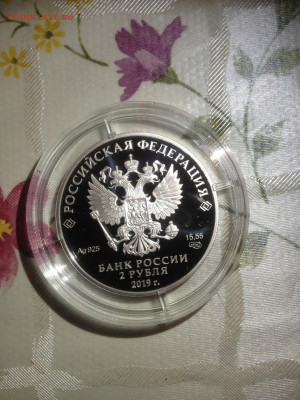 РОССИЙСКАЯ ФЕДЕРАЦИЯ
Ag 925
15,55
БАНК РОССИИ
2 РУБЛЯ
2019 г.